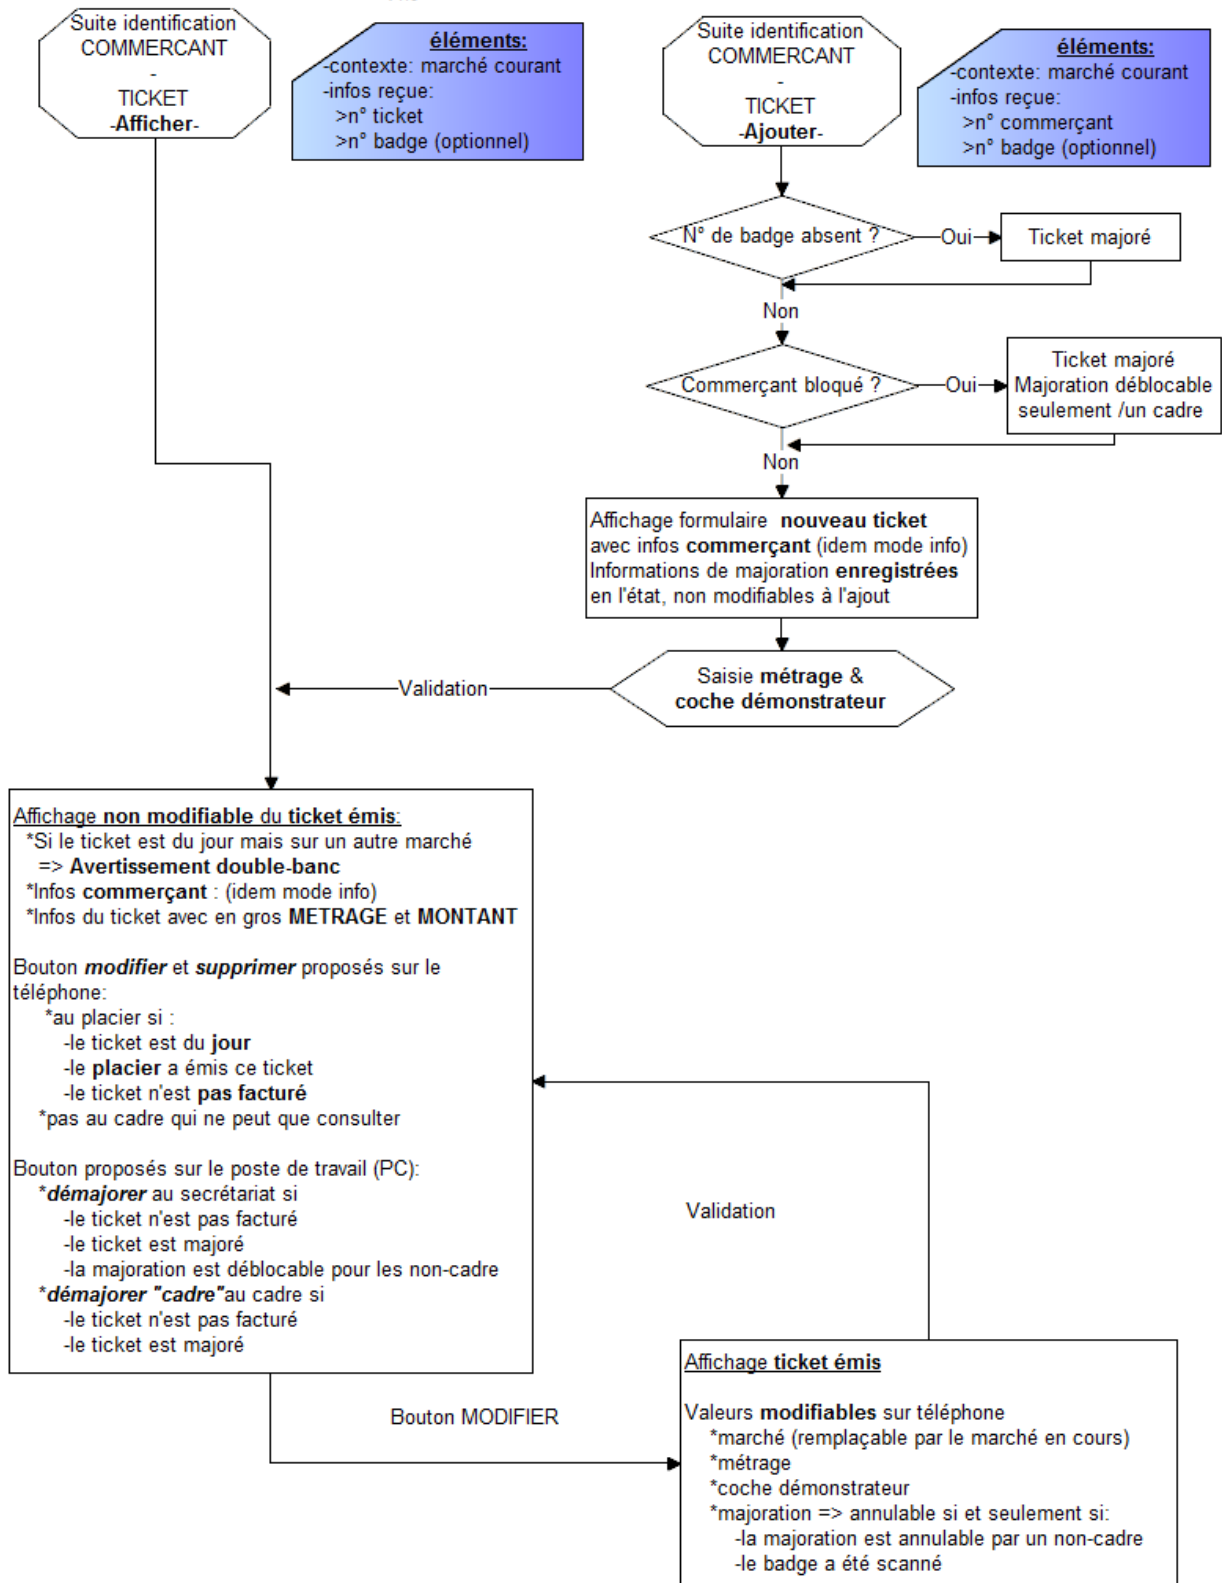 Suite identification
COMMERCANT
-
TICKET
-Afficher-
éléments:
-contexte: marché courant
-infos reçue:
>n° ticket
>n° badge (optionnel)
Suite identification
COMMERCANT
-
TICKET
-Ajouter-
éléments:
-contexte: marché courant
-infos reçue:
>n° commerçant
>n° badge (optionnel)
N° de badge absent ?
Oui
Ticket majoré
Non
Commerçant bloqué ?
Oui
Ticket majoré
Majoration déblocable
seulement /un cadre
Non
Affichage formulaire nouveau ticket
avec infos commerçant (idem mode info)
Informations de majoration enregistrées
en l'état, non modifiables à l'ajout
Saisie métrage &
coche démonstrateur
Validation
Affichage non modifiable du ticket émis:
*Si le ticket est du jour mais sur un autre marché
=> Avertissement double-banc
*Infos commerçant : (idem mode info)
*Infos du ticket avec en gros METRAGE et MONTANT
Bouton modifier et supprimer proposés sur le
téléphone:
*au placier si :
-le ticket est du jour
-le placier a émis ce ticket
-le ticket n'est pas facturé
*pas au cadre qui ne peut que consulter
Bouton proposés sur le poste de travail (PC):
*démajorer au secrétariat si
-le ticket n'est pas facturé
-le ticket est majoré
-la majoration est déblocable pour les non-cadre
*démajorer "cadre"au cadre si
-le ticket n'est pas facturé
-le ticket est majoré
Validation
Bouton MODIFIER
Affichage ticket émis
Valeurs modifiables sur téléphone
*marché (remplaçable par le marché en cours)
*métrage
*coche démonstrateur
*majoration => annulable si et seulement si:
-la majoration est annulable par un non-cadre
-le badge a été scanné